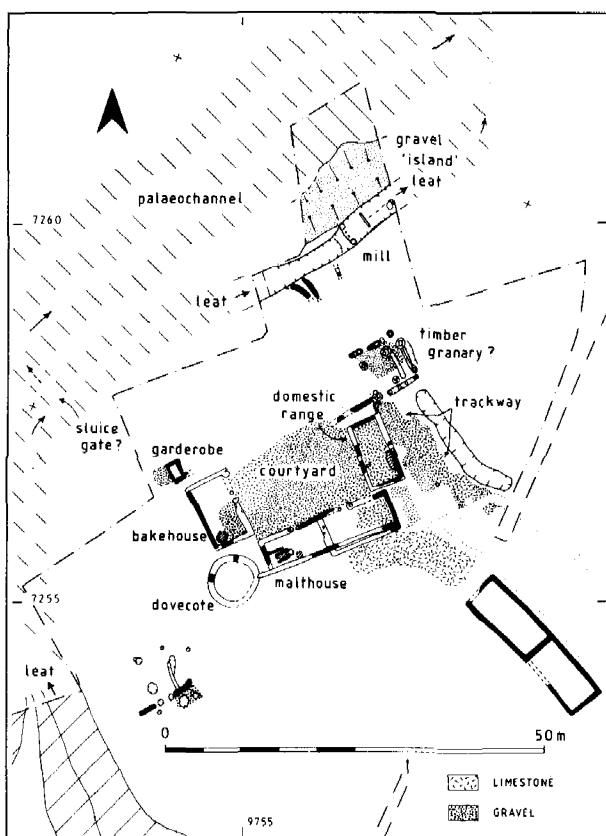 gravel
'island'
leat
palaeochannel
7260
mill
leat
timber
granary ?
domestic
range
trackway
sluice
gate?
garderobe
courtyard
bakehouse
malthouse
dovecote
7255
leat
0 50m
LIMESTONE
GRAVEL
9755